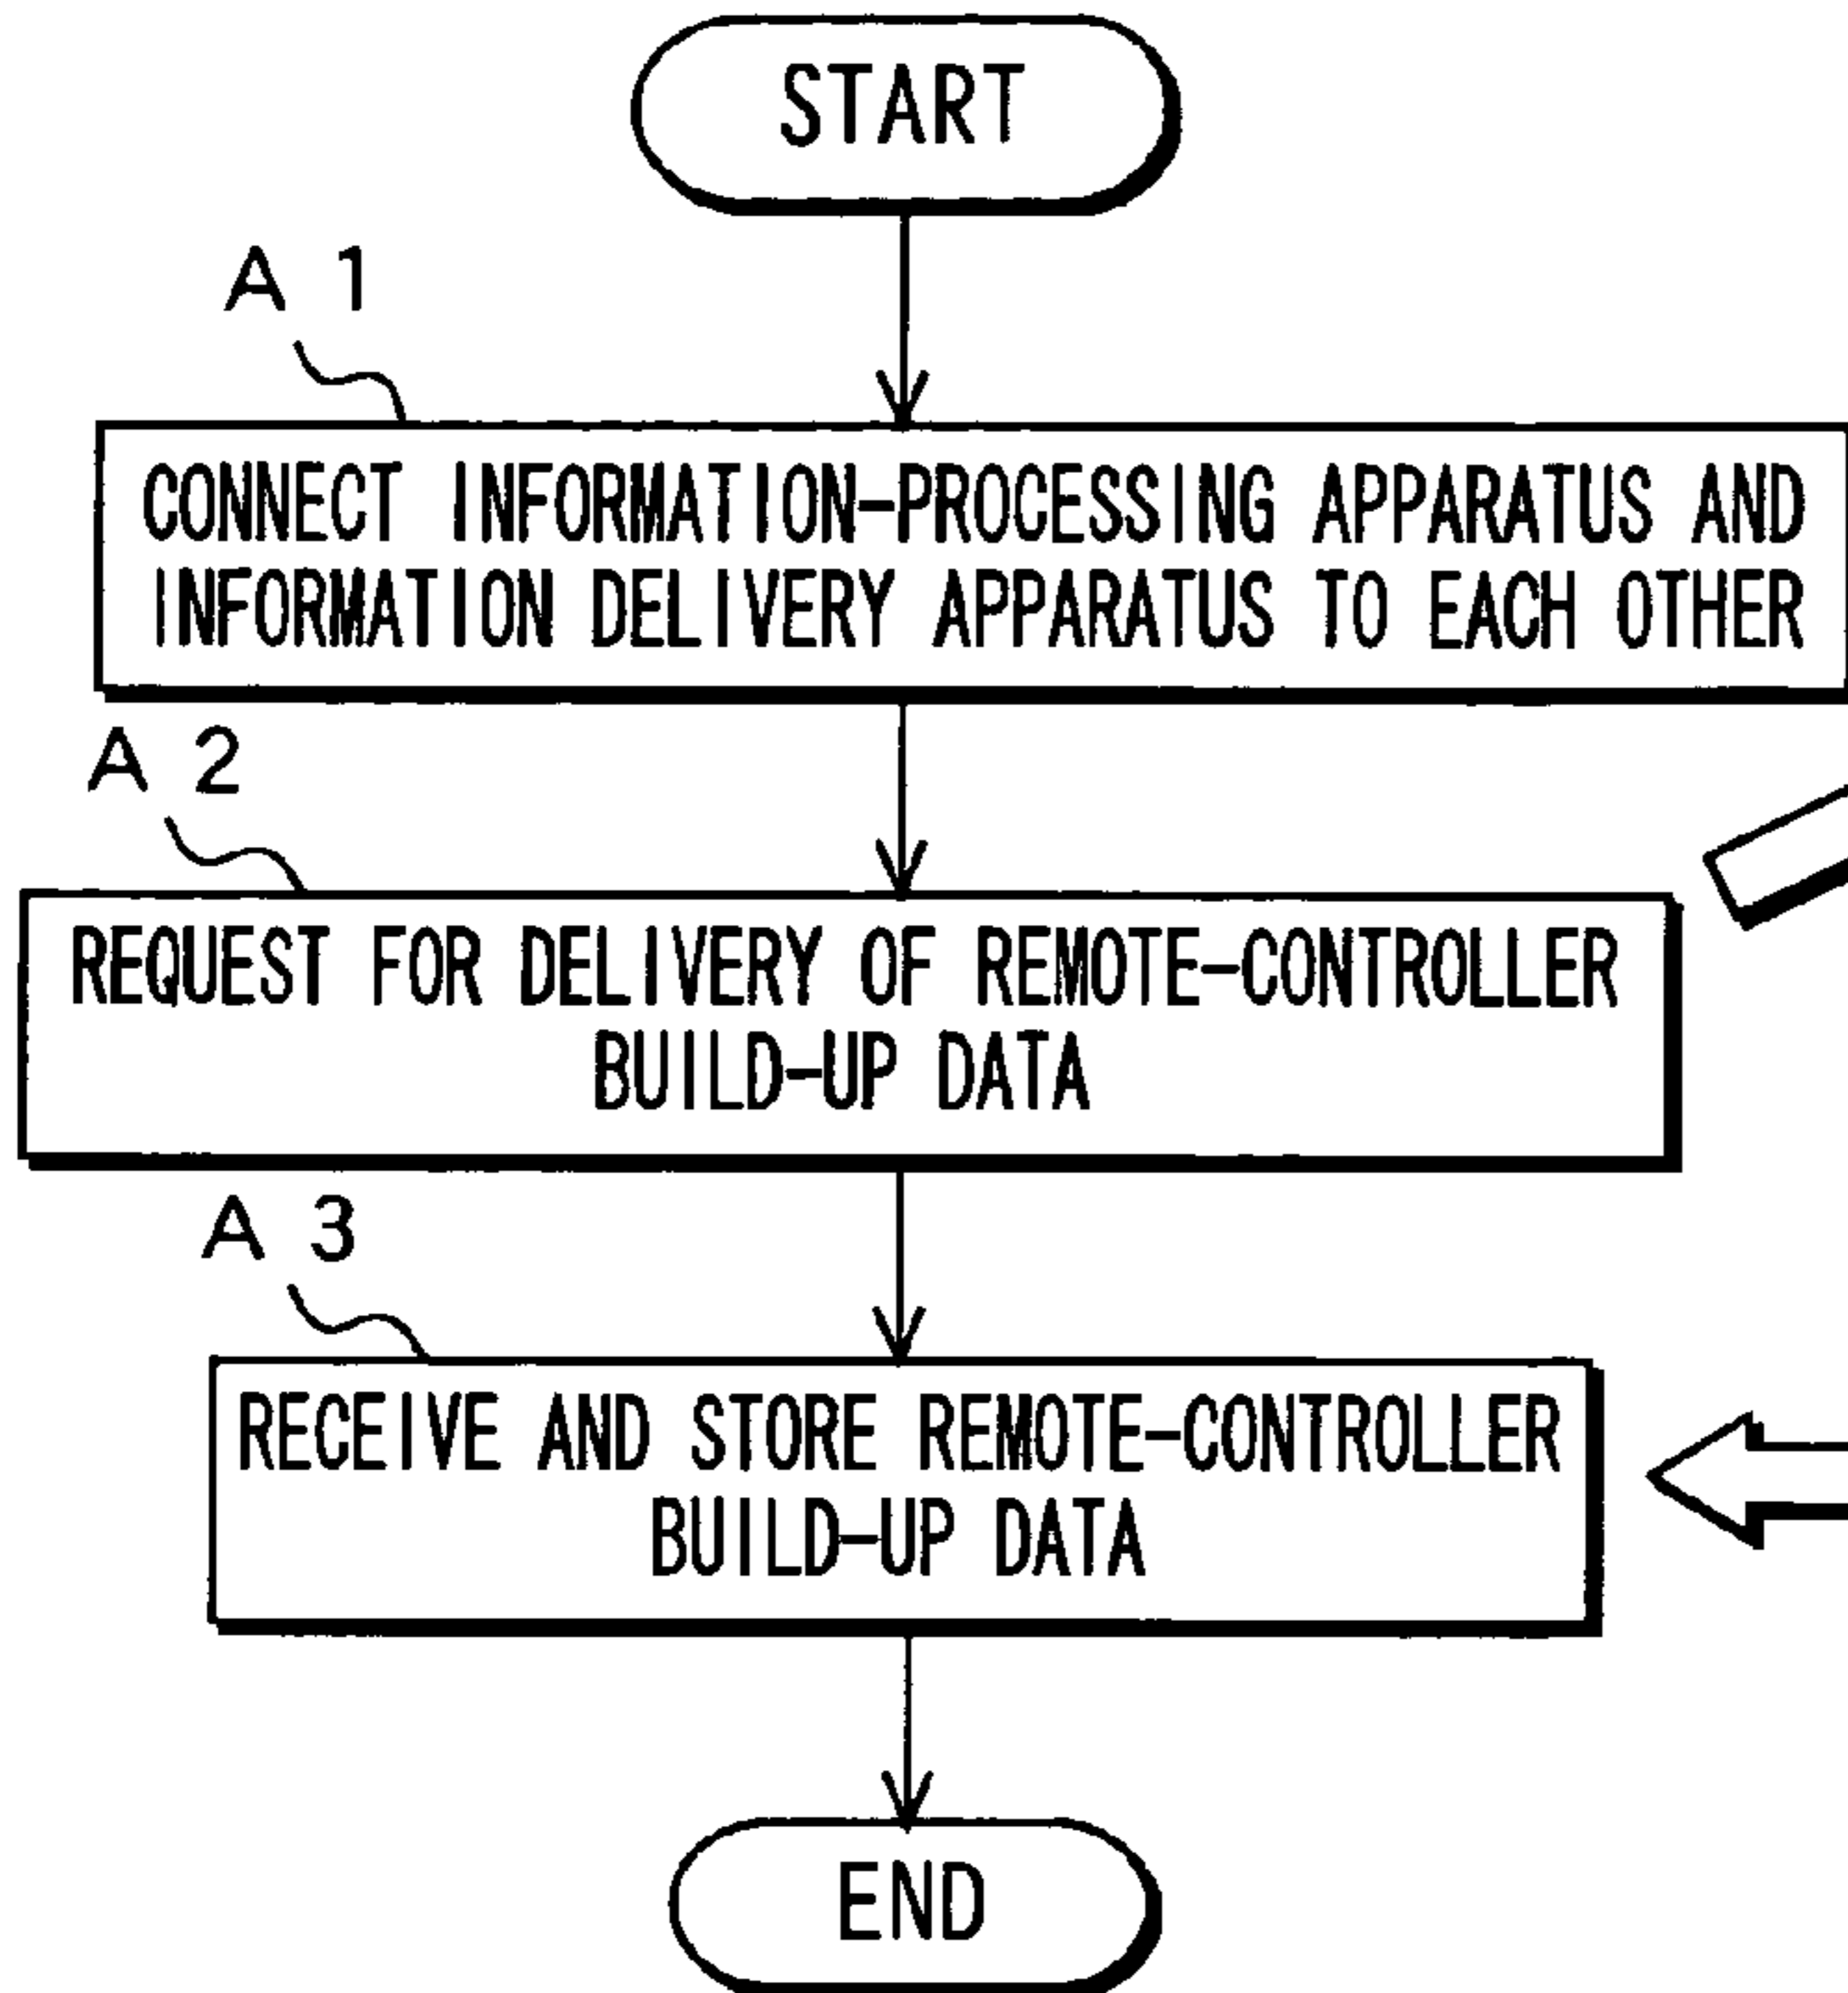 START
A 1
CONNECT INFORMATION-PROCESSING APPARATUS AND
INFORMATION DELIVERY APPARATUS TO EACH OTHER
A 2
REQUEST FOR DELIVERY OF REMOTE-CONTROLLER
BUILD-UP DATA
A 3
RECEIVE AND STORE REMOTE-CONTROLLER
BUILD-UP DATA
END